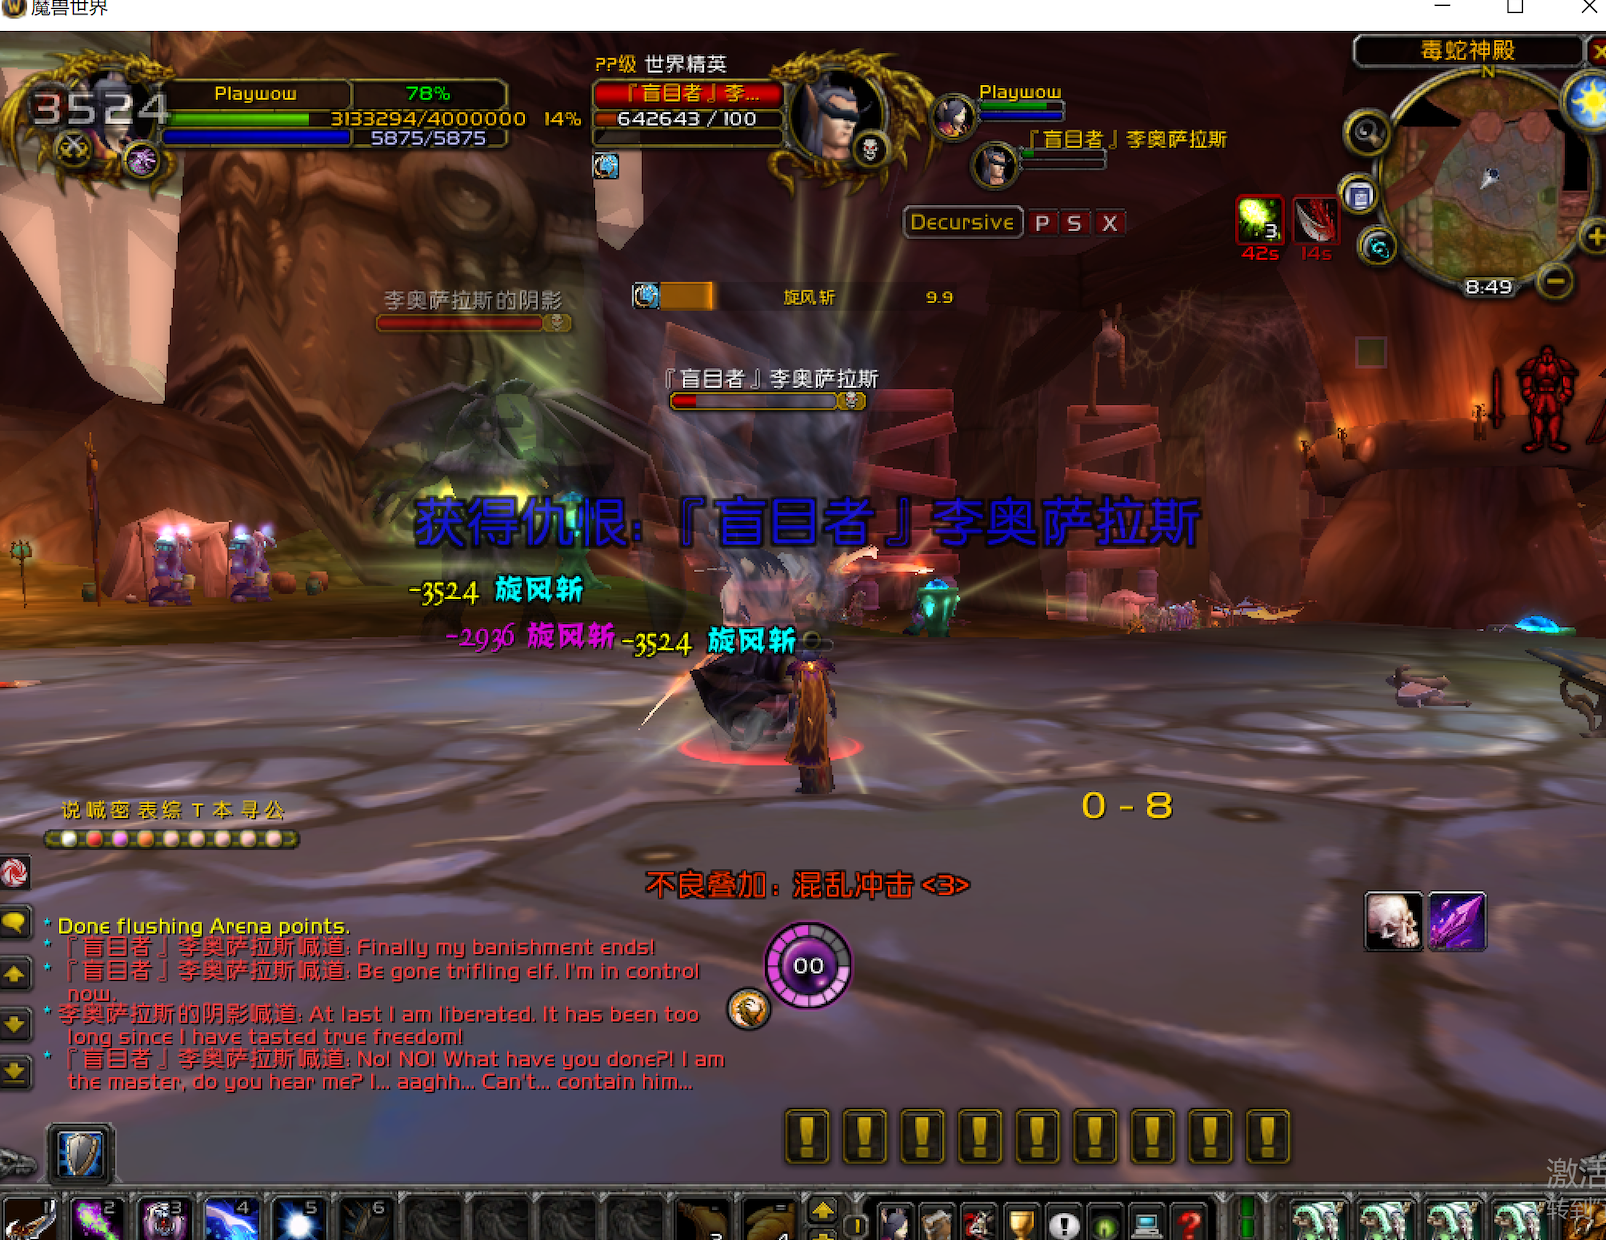 魔兽世界
??级 世界精英
毒蛇神殿
N
3524
Playwow
78%
3133294/4000000
14%
5875/5875
『盲目者』李...
642643 / 100
Playwow
『盲目者』李奥萨拉斯
Decursive P S X
3
42s 14s
8:49
李奥萨拉斯的阴影
旋风斩 9.9
『盲目者』李奥萨拉斯
获得仇恨:『盲目者』李奥萨拉斯
-3524 旋风斩
-2936 旋风斩
-3524 旋风斩
0 - 8
说 喊 密 表 综 T 本 寻 公
不良叠加：混乱冲击 <3>
00
* Done flushing Arena points.
* 『盲目者』李奥萨拉斯喊道: Finally my banishment ends!
* 『盲目者』李奥萨拉斯喊道: Be gone trifling elf. I'm in control
now.
* 李奥萨拉斯的阴影喊道: At last I am liberated. It has been too
long since I have tasted true freedom!
* 『盲目者』李奥萨拉斯喊道: No! NO! What have you done?! I am
the master, do you hear me? I... aaghh... Can't... contain him...
激活
转到
1 2 3 4 5 6 - =
1